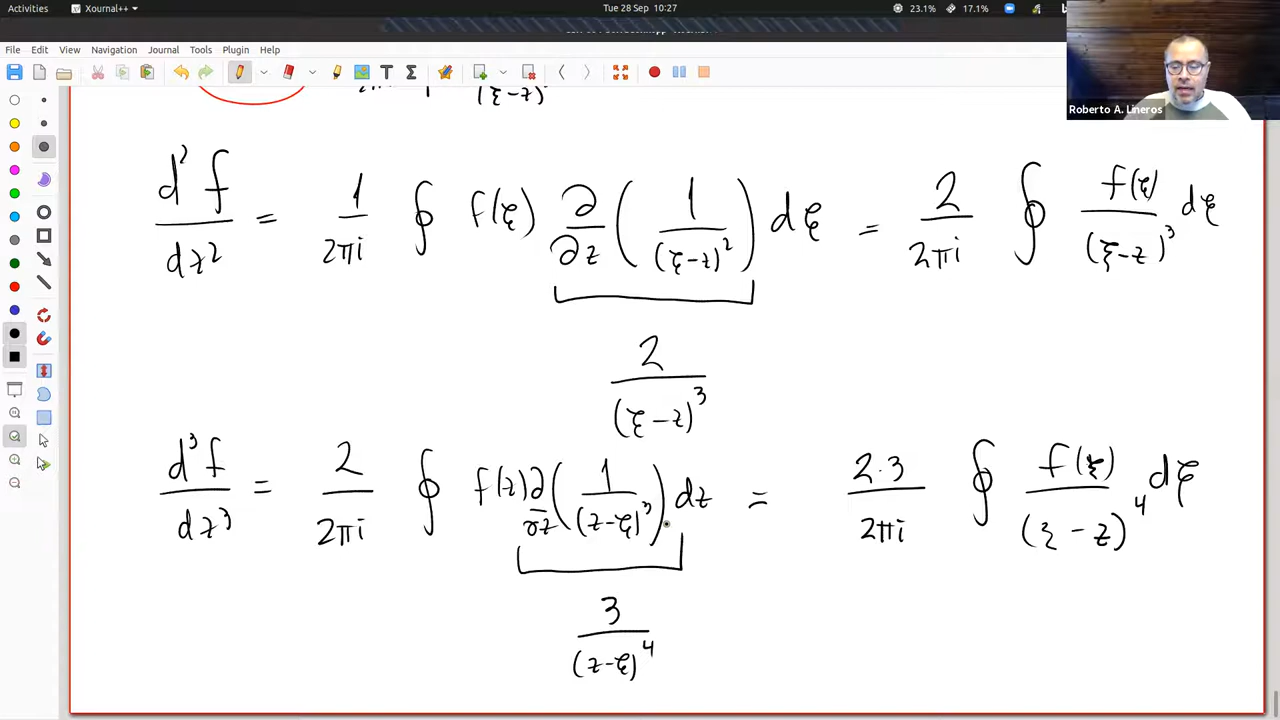 Activities Xournal++ Tue 28 Sep 10:27 23.1% 17.1%
File Edit View Navigation Journal Tools Plugin Help
Roberto A. Lineros
(ξ-z)²
d²f/dz² = 1/2πi ∮ f(ξ) ∂/∂z (1/(ξ-z)²) dξ = 2/2πi ∮ f(ξ)/(ξ-z)³ dξ
2/(ξ-z)³
d³f/dz³ = 2/2πi ∮ f(z) ∂/∂z (1/(z-ξ)³) dz = 2·3/2πi ∮ f(ξ)/(ξ-z)⁴ dξ
3/(z-ξ)⁴